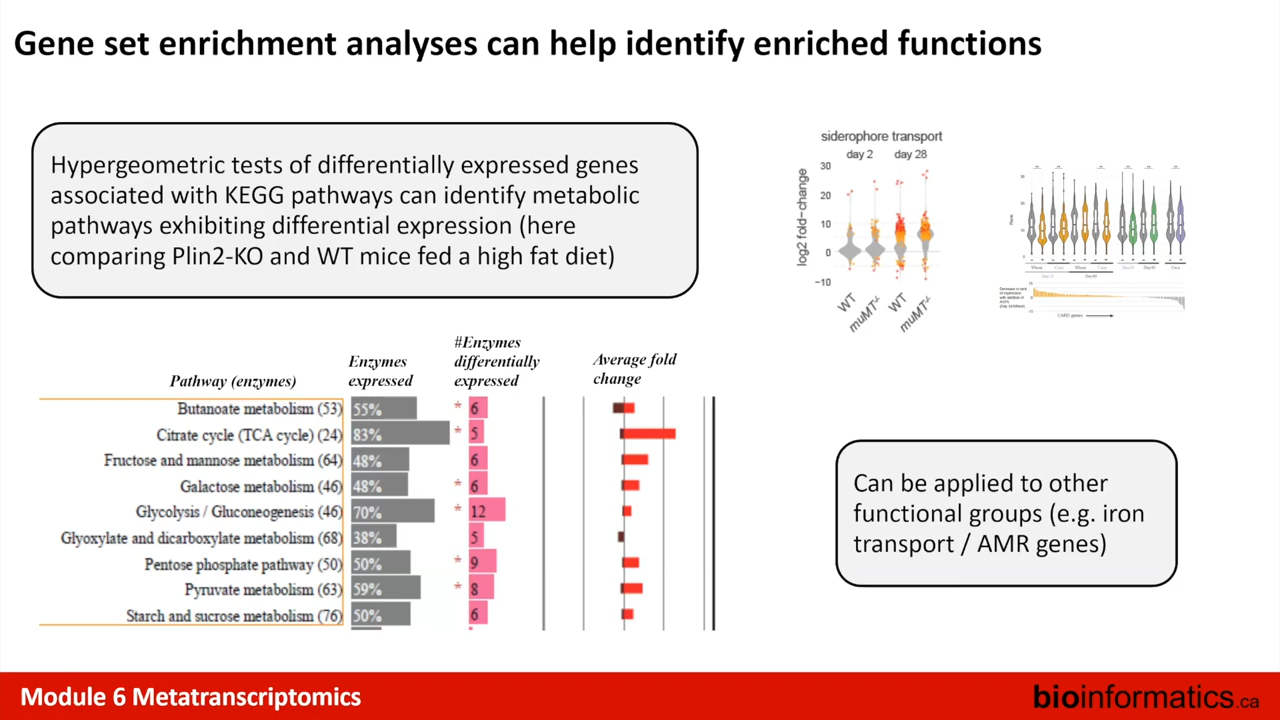 Gene set enrichment analyses can help identify enriched functions
Hypergeometric tests of differentially expressed genes
associated with KEGG pathways can identify metabolic
pathways exhibiting differential expression (here
comparing Plin2-KO and WT mice fed a high fat diet)
siderophore transport
day 2 day 28
log2 fold-change
30
20
10
0
−10
WT
muMT-/-
WT
muMT-/-
CARD genes
Pathway (enzymes)
Enzymes
expressed
#Enzymes
differentially
expressed
Average fold
change
Butanoate metabolism (53) 55% * 6
Citrate cycle (TCA cycle) (24) 83% * 5
Fructose and mannose metabolism (64) 48% 6
Galactose metabolism (46) 48% * 6
Glycolysis / Gluconeogenesis (46) 70% * 12
Glyoxylate and dicarboxylate metabolism (68) 38% 5
Pentose phosphate pathway (50) 50% * 9
Pyruvate metabolism (63) 59% * 8
Starch and sucrose metabolism (76) 50% 6
Can be applied to other
functional groups (e.g. iron
transport / AMR genes)
Module 6 Metatranscriptomics
bioinformatics.ca